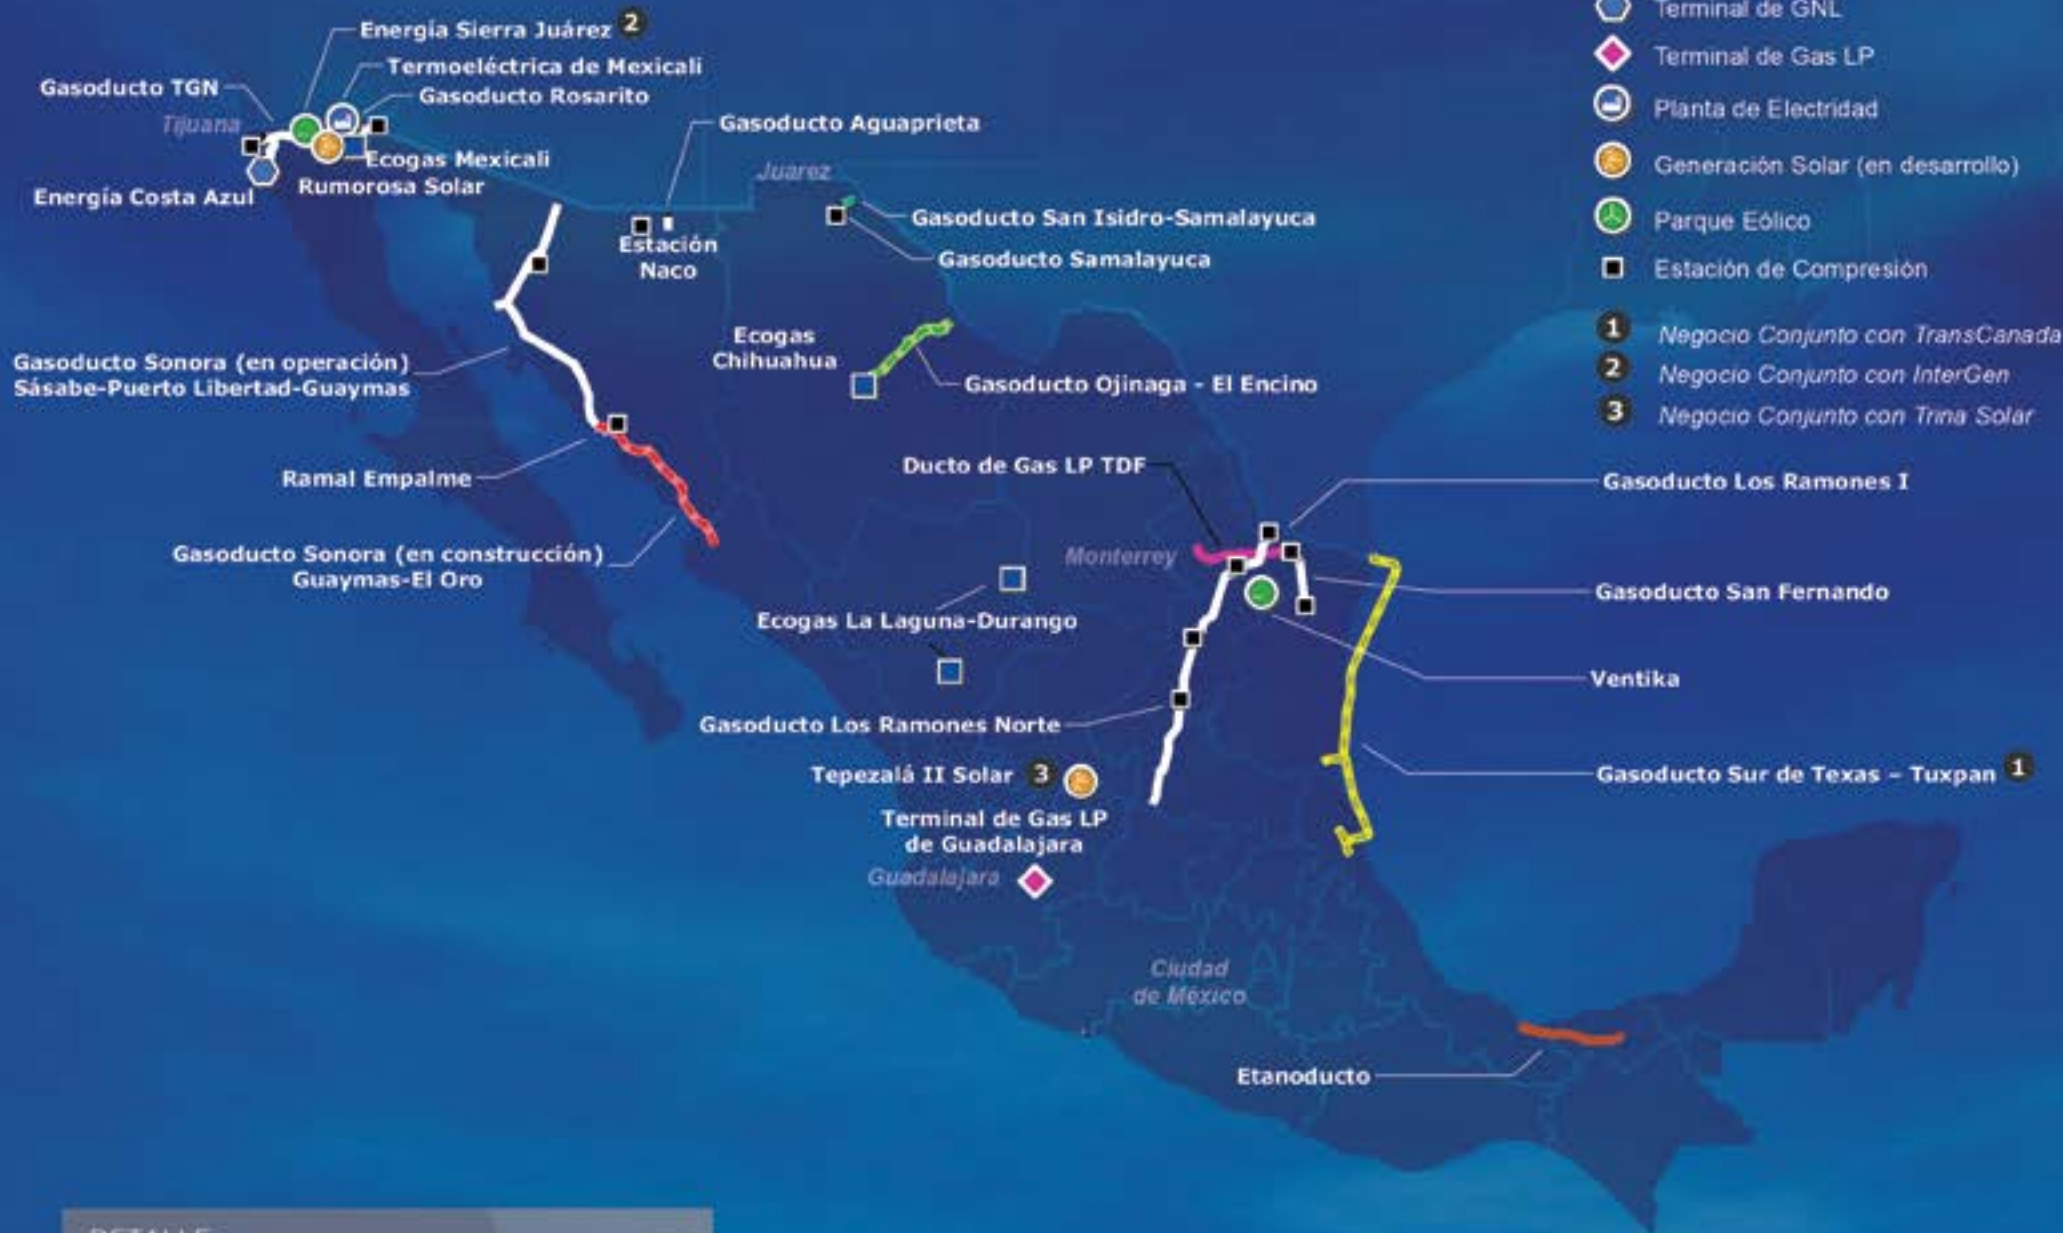 Energía Sierra Juárez 2
Termoeléctrica de Mexicali
Gasoducto TGN
Gasoducto Rosarito
Tijuana
Ecogas Mexicali
Rumorosa Solar
Energía Costa Azul
Gasoducto Aguaprieta
Juarez
Estación
Naco
Gasoducto San Isidro-Samalayuca
Gasoducto Samalayuca
Ecogas
Chihuahua
Gasoducto Ojinaga - El Encino
Gasoducto Sonora (en operación)
Sásabe-Puerto Libertad-Guaymas
Ramal Empalme
Gasoducto Sonora (en construcción)
Guaymas-El Oro
Ducto de Gas LP TDF
Monterrey
Gasoducto Los Ramones I
Gasoducto San Fernando
Ecogas La Laguna-Durango
Ventika
Gasoducto Los Ramones Norte
Gasoducto Sur de Texas – Tuxpan 1
Tepezalá II Solar 3
Terminal de Gas LP
de Guadalajara
Guadalajara
Ciudad
de México
Etanoducto
Terminal de GNL
Terminal de Gas LP
Planta de Electridad
Generación Solar (en desarrollo)
Parque Eólico
Estación de Compresión
1 Negocio Conjunto con TransCanada
2 Negocio Conjunto con InterGen
3 Negocio Conjunto con Trina Solar
DETALLE